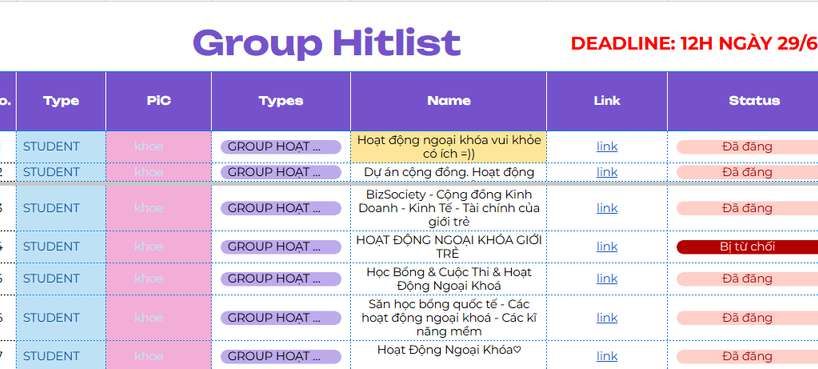 Group Hitlist
DEADLINE: 12H NGÀY 29/6
o. Type PiC Types Name Link Status
STUDENT khoe GROUP HOẠT ... Hoạt động ngoại khóa vui khỏe
có ích =)) link Đã đăng
2 STUDENT khoe GROUP HOẠT ... Dự án cộng đồng. Hoạt động link Đã đăng
3 STUDENT khoe GROUP HOẠT ... BizSociety - Cộng đồng Kinh
Doanh - Kinh Tế - Tài chính của
giới trẻ link Đã đăng
STUDENT khoe GROUP HOẠT ... HOẠT ĐỘNG NGOẠI KHÓA GIỚI
TRẺ link Bị từ chối
STUDENT khoe GROUP HOẠT ... Học Bổng & Cuộc Thi & Hoạt
Động Ngoại Khoá link Đã đăng
STUDENT khoe GROUP HOẠT ... Săn học bổng quốc tế - Các
hoạt động ngoại khoá - Các kĩ
năng mềm link Đã đăng
7 STUDENT khoe GROUP HOẠT ... Hoạt Động Ngoại Khóa♡ link Đã đăng